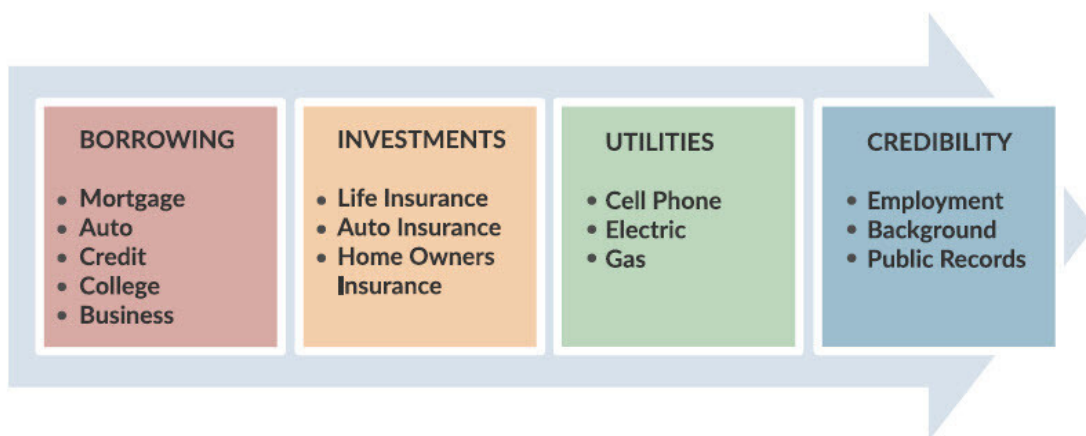 BORROWING
• Mortgage
• Auto
• Credit
• College
• Business
INVESTMENTS
• Life Insurance
• Auto Insurance
• Home Owners
Insurance
UTILITIES
• Cell Phone
• Electric
• Gas
CREDIBILITY
• Employment
• Background
• Public Records